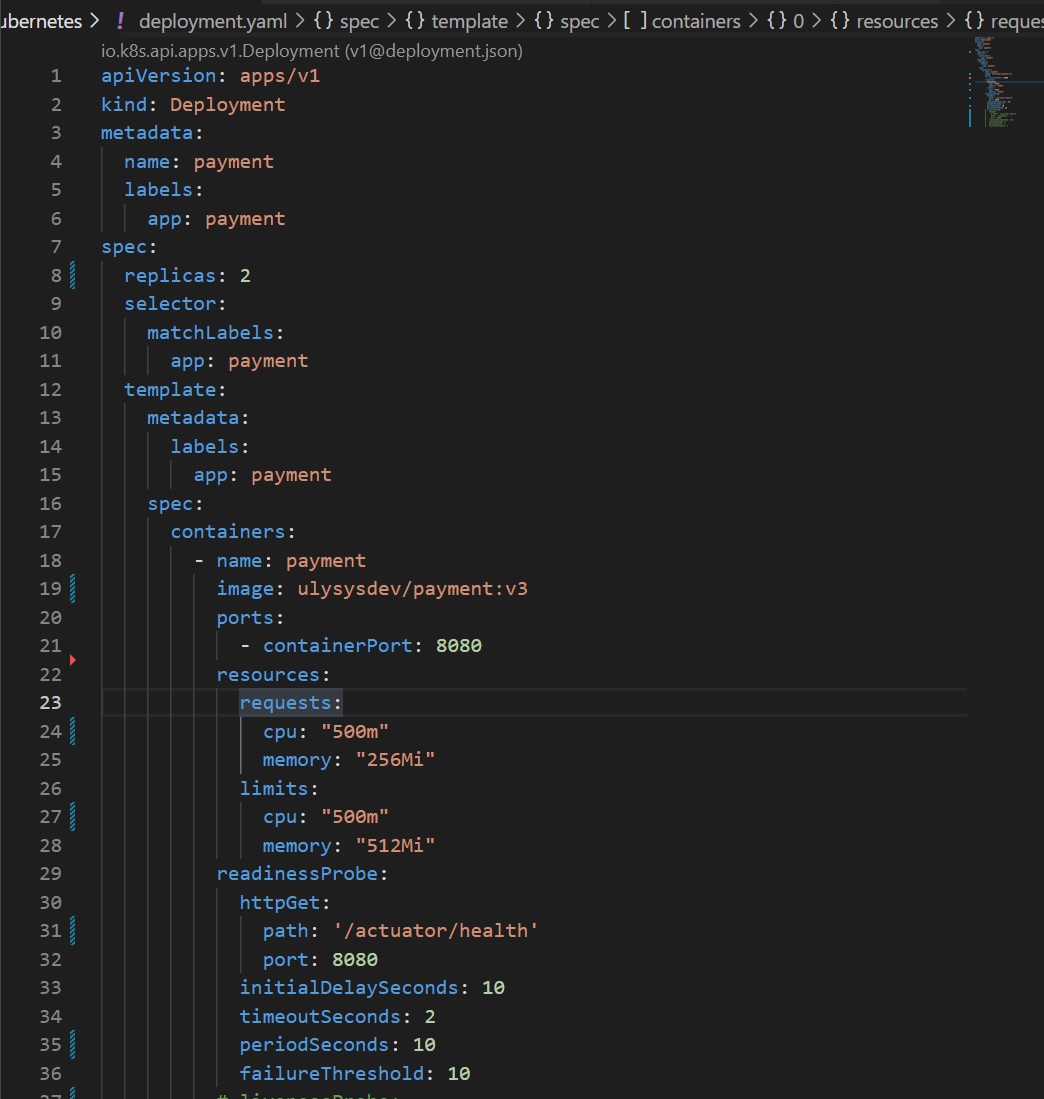 ubernetes > ! deployment.yaml > {} spec > {} template > {} spec > [ ] containers > {} 0 > {} resources > {} reques
io.k8s.api.apps.v1.Deployment (v1@deployment.json)
1 apiVersion: apps/v1
2 kind: Deployment
3 metadata:
4   name: payment
5   labels:
6     app: payment
7 spec:
8   replicas: 2
9   selector:
10     matchLabels:
11       app: payment
12   template:
13     metadata:
14       labels:
15         app: payment
16     spec:
17       containers:
18         - name: payment
19           image: ulysysdev/payment:v3
20           ports:
21             - containerPort: 8080
22           resources:
23             requests:
24               cpu: "500m"
25               memory: "256Mi"
26             limits:
27               cpu: "500m"
28               memory: "512Mi"
29           readinessProbe:
30             httpGet:
31               path: '/actuator/health'
32               port: 8080
33             initialDelaySeconds: 10
34             timeoutSeconds: 2
35             periodSeconds: 10
36             failureThreshold: 10
37           # livenessProbe: